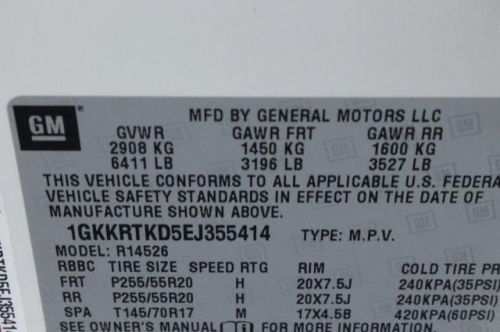 MFD BY GENERAL MOTORS LLC
GM
GVWR GAWR FRT GAWR RR
2908 KG 1450 KG 1600 KG
6411 LB 3196 LB 3527 LB
THIS VEHICLE CONFORMS TO ALL APPLICABLE U.S. FEDERA
VEHICLE SAFETY STANDARDS IN EFFECT ON THE DATE OF
MANUFACTURE SHOWN ABOVE.
1GKKRTKD5EJ355414 TYPE: M.P.V.
MODEL: R14526
RBBC TIRE SIZE SPEED RTG RIM COLD TIRE PR
FRT P255/55R20 H 20X7.5J 240KPA(35PSI)
RR P255/55R20 H 20X7.5J 240KPA(35PSI)
SPA T145/70R17 M 17X4.5B 420KPA(60PSI)
SEE OWNER'S MANUAL FOR MORE INFORMATION.